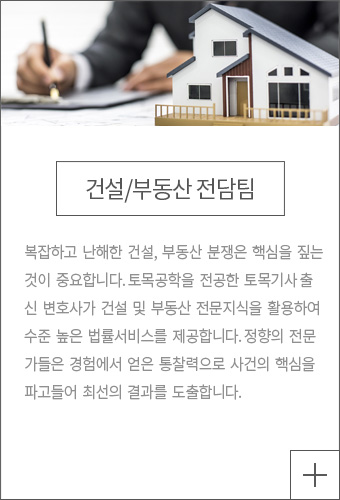 건설/부동산 전담팀
복잡하고 난해한 건설, 부동산 분쟁은 핵심을 짚는
것이 중요합니다. 토목공학을 전공한 토목기사 출
신 변호사가 건설 및 부동산 전문지식을 활용하여
수준 높은 법률서비스를 제공합니다. 정향의 전문
가들은 경험에서 얻은 통찰력으로 사건의 핵심을
파고들어 최선의 결과를 도출합니다.